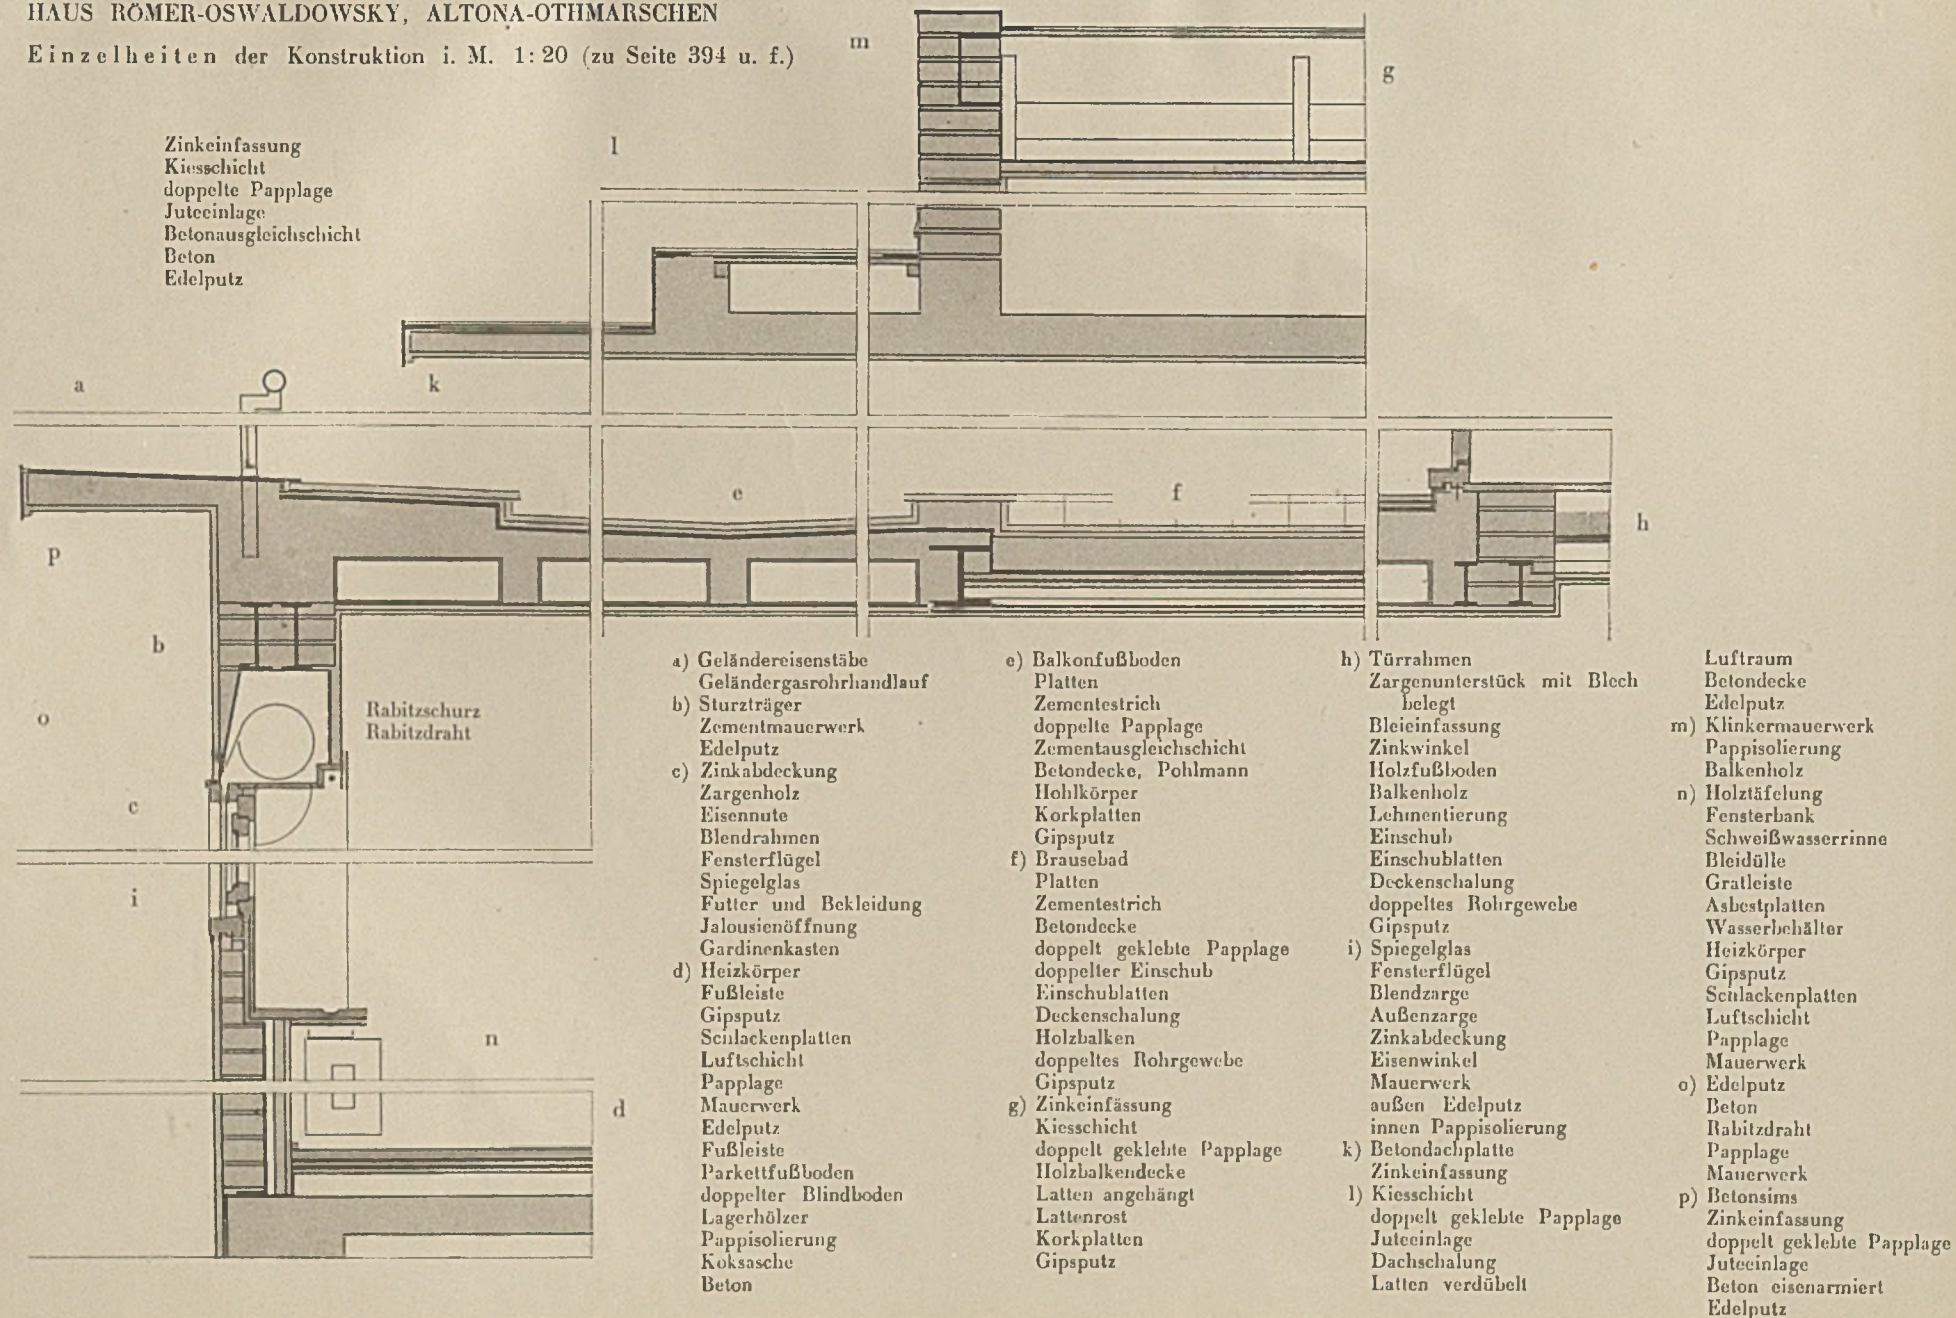 HAUS RÖMER-OSWALDOWSKY, ALTONA-OTHMARSCHEN
Einzelheiten der Konstruktion i. M. 1:20 (zu Seite 394 u. f.)
m
g
l
Zinkeinfassung
Kiesschicht
doppelte Papplage
Juteeinlage
Betonausgleichschicht
Beton
Edelputz
a
k
e
f
h
p
b
o
Rabitzschurz
Rabitzdraht
c
i
n
d
a) Geländereisenstäbe
Geländergasrohrhandlauf
b) Sturzträger
Zementmauerwerk
Edelputz
c) Zinkabdeckung
Zargenholz
Eisennute
Blendrahmen
Fensterflügel
Spiegelglas
Futter und Bekleidung
Jalousienöffnung
Gardinenkasten
d) Heizkörper
Fußleiste
Gipsputz
Schlackenplatten
Luftschicht
Papplage
Mauerwerk
Edelputz
Fußleiste
Parkettfußboden
doppelter Blindboden
Lagerhölzer
Pappisolierung
Koksasche
Beton
e) Balkonfußboden
Platten
Zementestrich
doppelte Papplage
Zementausgleichschicht
Betondecke, Pohlmann
Hohlkörper
Korkplatten
Gipsputz
f) Brausebad
Platten
Zementestrich
Betondecke
doppelt geklebte Papplage
doppelter Einschub
Einschublatten
Deckenschalung
Holzbalken
doppeltes Rohrgewebe
Gipsputz
g) Zinkeinfässung
Kiesschicht
doppelt geklebte Papplage
Holzbalkendecke
Latten angehängt
Lattenrost
Korkplatten
Gipsputz
h) Türrahmen
Zargenunterstück mit Blech
belegt
Bleieinfassung
Zinkwinkel
Holzfußboden
Balkenholz
Lehmentierung
Einschub
Einschublatten
Deckenschalung
doppeltes Rohrgewebe
Gipsputz
i) Spiegelglas
Fensterflügel
Blendzarge
Außenzarge
Zinkabdeckung
Eisenwinkel
Mauerwerk
außen Edelputz
innen Pappisolierung
k) Betondachplatte
Zinkeinfassung
l) Kiesschicht
doppelt geklebte Papplage
Juteeinlage
Dachschalung
Latten verdübelt
Luftraum
Betondecke
Edelputz
m) Klinkermauerwerk
Pappisolierung
Balkenholz
n) Holztäfelung
Fensterbank
Schweißwasserrinne
Bleidülle
Gratleiste
Asbestplatten
Wasserbehälter
Heizkörper
Gipsputz
Schlackenplatten
Luftschicht
Papplage
Mauerwerk
o) Edelputz
Beton
Rabitzdraht
Papplage
Mauerwerk
p) Betonsims
Zinkeinfassung
doppelt geklebte Papplage
Juteeinlage
Beton eisenarmiert
Edelputz